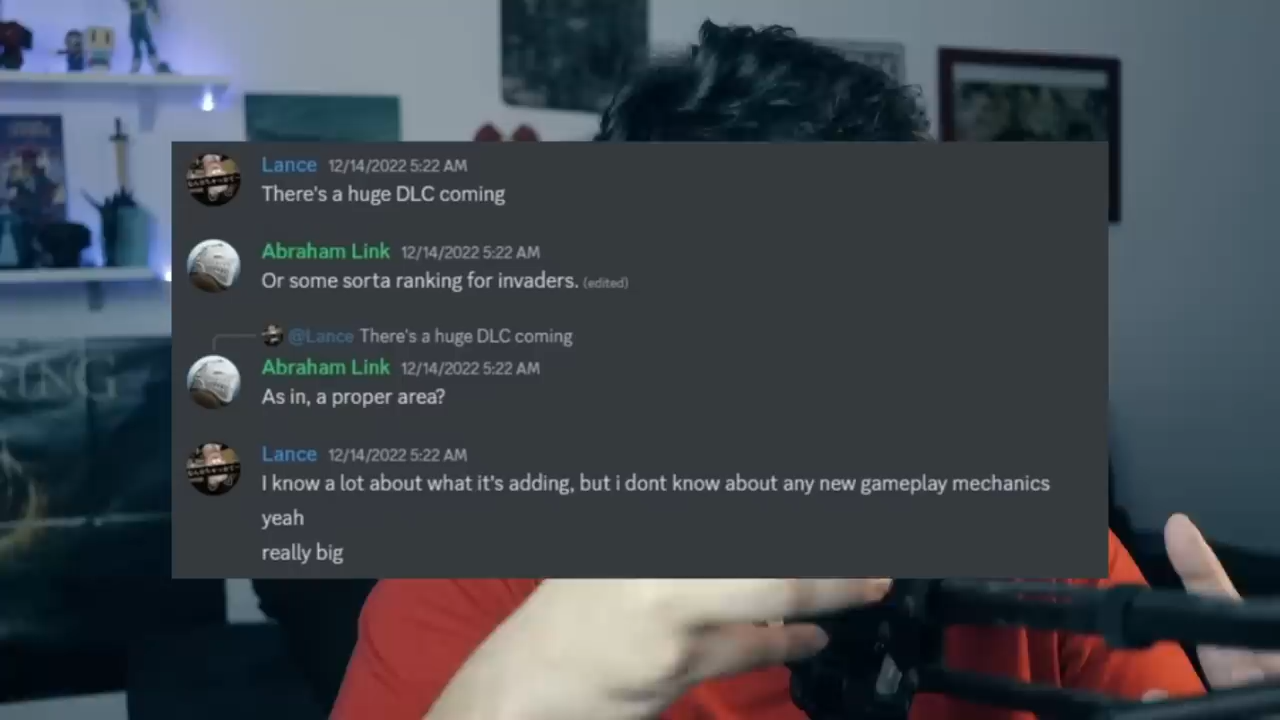 Lance 12/14/2022 5:22 AM
There's a huge DLC coming
Abraham Link 12/14/2022 5:22 AM
Or some sorta ranking for invaders. (edited)
@Lance There's a huge DLC coming
Abraham Link 12/14/2022 5:22 AM
As in, a proper area?
Lance 12/14/2022 5:22 AM
I know a lot about what it's adding, but i dont know about any new gameplay mechanics
yeah
really big
RING